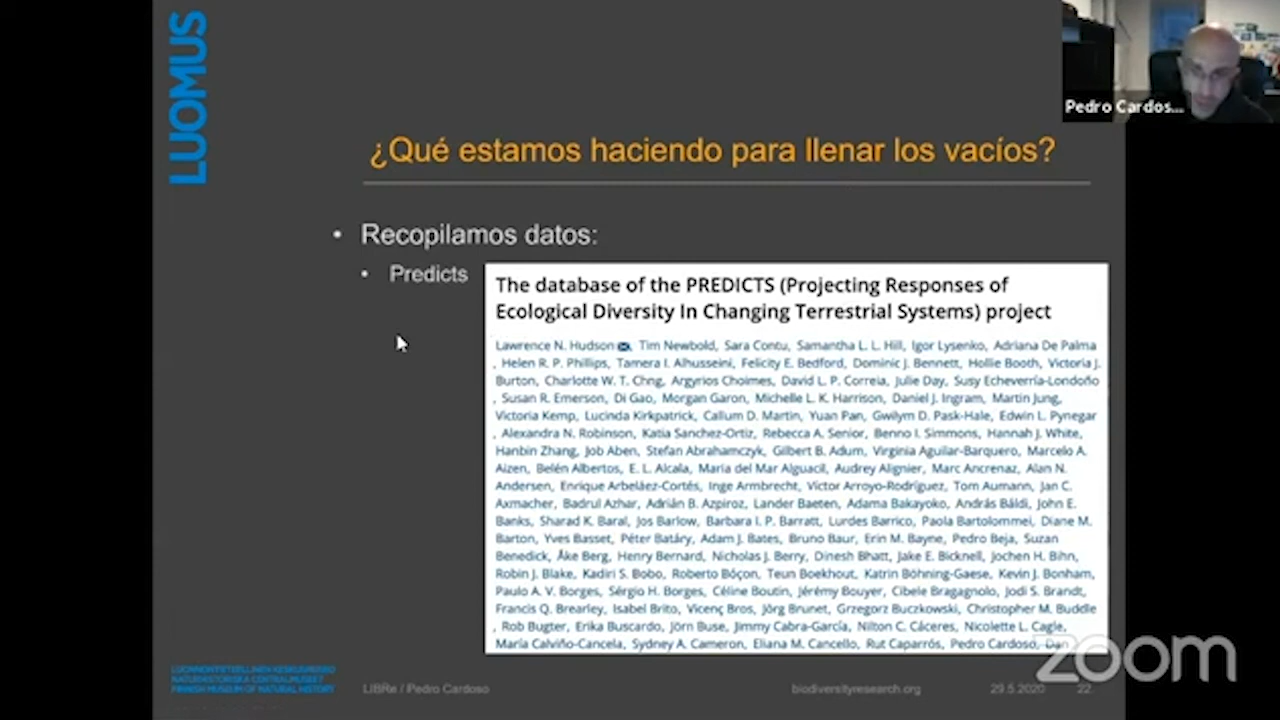 LUOMUS
Pedro Cardos...
¿Qué estamos haciendo para llenar los vacíos?
• Recopilamos datos:
• Predicts
The database of the PREDICTS (Projecting Responses of
Ecological Diversity In Changing Terrestrial Systems) project
Lawrence N. Hudson, Tim Newbold, Sara Contu, Samantha L. L. Hill, Igor Lysenko, Adriana De Palma
, Helen R. P. Phillips, Tamera I. Alhusseini, Felicity E. Bedford, Dominic J. Bennett, Hollie Booth, Victoria J.
Burton, Charlotte W. T. Chng, Argyrios Choimes, David L. P. Correia, Julie Day, Susy Echeverría-Londoño
, Susan R. Emerson, Di Gao, Morgan Garon, Michelle L. K. Harrison, Daniel J. Ingram, Martin Jung,
Victoria Kemp, Lucinda Kirkpatrick, Callum D. Martin, Yuan Pan, Gwilym D. Pask-Hale, Edwin L. Pynegar
, Alexandra N. Robinson, Katia Sanchez-Ortiz, Rebecca A. Senior, Benno I. Simmons, Hannah J. White,
Hanbin Zhang, Job Aben, Stefan Abrahamczyk, Gilbert B. Adum, Virginia Aguilar-Barquero, Marcelo A.
Aizen, Belén Albertos, E. L. Alcala, Maria del Mar Alguacil, Audrey Alignier, Marc Ancrenaz, Alan N.
Andersen, Enrique Arbeláez-Cortés, Inge Armbrecht, Víctor Arroyo-Rodríguez, Tom Aumann, Jan C.
Axmacher, Badrul Azhar, Adrián B. Azpiroz, Lander Baeten, Adama Bakayoko, András Báldi, John E.
Banks, Sharad K. Baral, Jos Barlow, Barbara I. P. Barratt, Lurdes Barrico, Paola Bartolommei, Diane M.
Barton, Yves Basset, Péter Batáry, Adam J. Bates, Bruno Baur, Erin M. Bayne, Pedro Beja, Suzan
Benedick, Åke Berg, Henry Bernard, Nicholas J. Berry, Dinesh Bhatt, Jake E. Bicknell, Jochen H. Bihn,
Robin J. Blake, Kadiri S. Bobo, Roberto Bóçon, Teun Boekhout, Katrin Böhning-Gaese, Kevin J. Bonham,
Paulo A. V. Borges, Sérgio H. Borges, Céline Boutin, Jérémy Bouyer, Cibele Bragagnolo, Jodi S. Brandt,
Francis Q. Brearley, Isabel Brito, Vicenç Bros, Jörg Brunet, Grzegorz Buczkowski, Christopher M. Buddle
, Rob Bugter, Erika Buscardo, Jörn Buse, Jimmy Cabra-García, Nilton C. Cáceres, Nicolette L. Cagle,
María Calviño-Cancela, Sydney A. Cameron, Eliana M. Cancello, Rut Caparrós, Pedro Cardoso, Dan
zoom
LUONNONTIETEELLINEN KESKUSMUSEO
NATURHISTORISKA CENTRALMUSEET
FINNISH MUSEUM OF NATURAL HISTORY
LIBRe / Pedro Cardoso
biodiversityresearch.org
29.5.2020
22